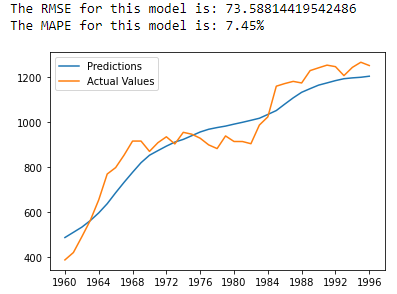 The RMSE for this model is: 73.58814419542486
The MAPE for this model is: 7.45%
Predictions
Actual Values
1200
1000
800
600
400
1960 1964 1968 1972 1976 1980 1984 1988 1992 1996